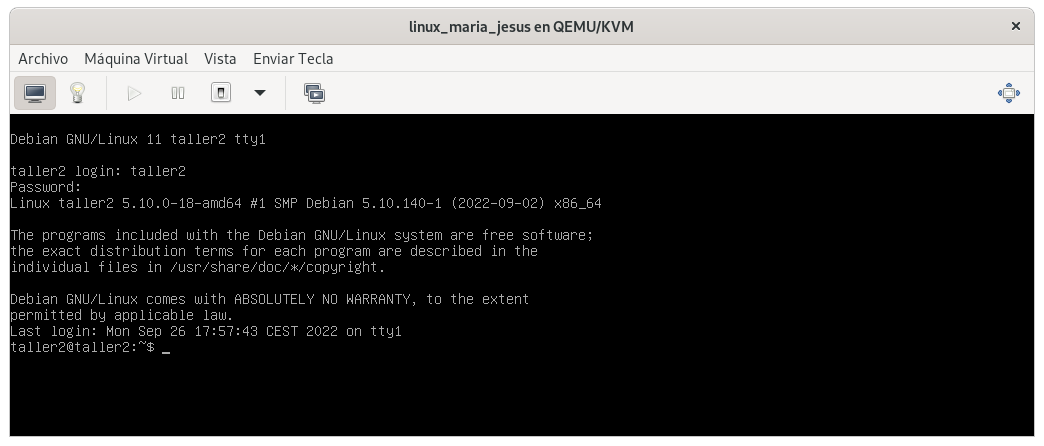 linux_maria_jesus en QEMU/KVM
Archivo Máquina Virtual Vista Enviar Tecla
Debian GNU/Linux 11 taller2 tty1
taller2 login: taller2
Password:
Linux taller2 5.10.0-18-amd64 #1 SMP Debian 5.10.140-1 (2022-09-02) x86_64
The programs included with the Debian GNU/Linux system are free software;
the exact distribution terms for each program are described in the
individual files in /usr/share/doc/*/copyright.
Debian GNU/Linux comes with ABSOLUTELY NO WARRANTY, to the extent
permitted by applicable law.
Last login: Mon Sep 26 17:57:43 CEST 2022 on tty1
taller2@taller2:~$ _